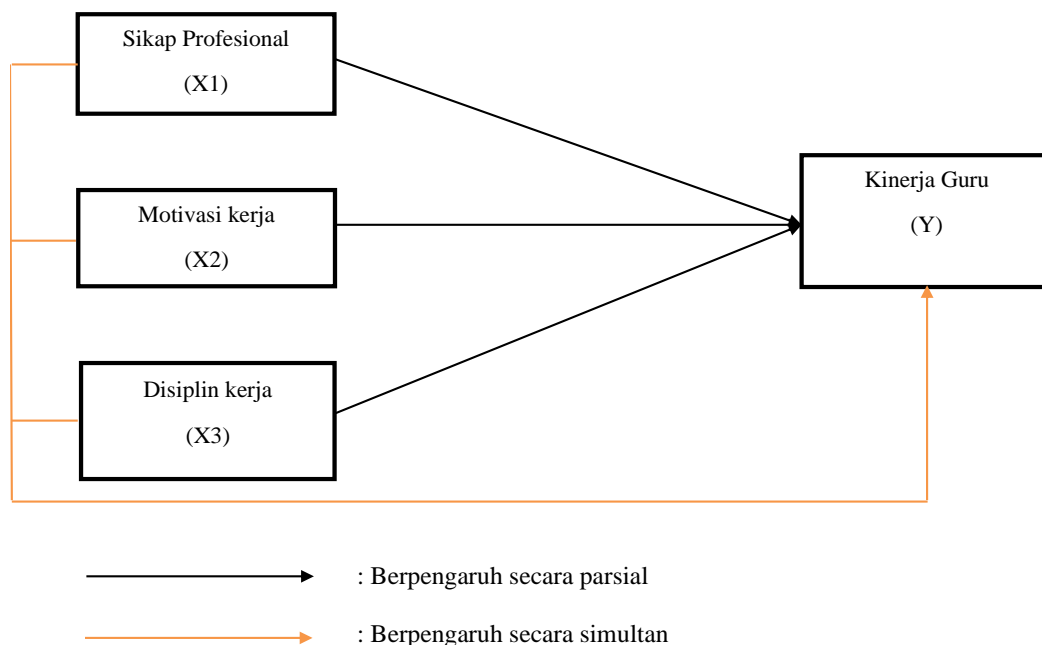 Sikap Profesional
(X1)
Motivasi kerja
(X2)
Disiplin kerja
(X3)
Kinerja Guru
(Y)
: Berpengaruh secara parsial
: Berpengaruh secara simultan